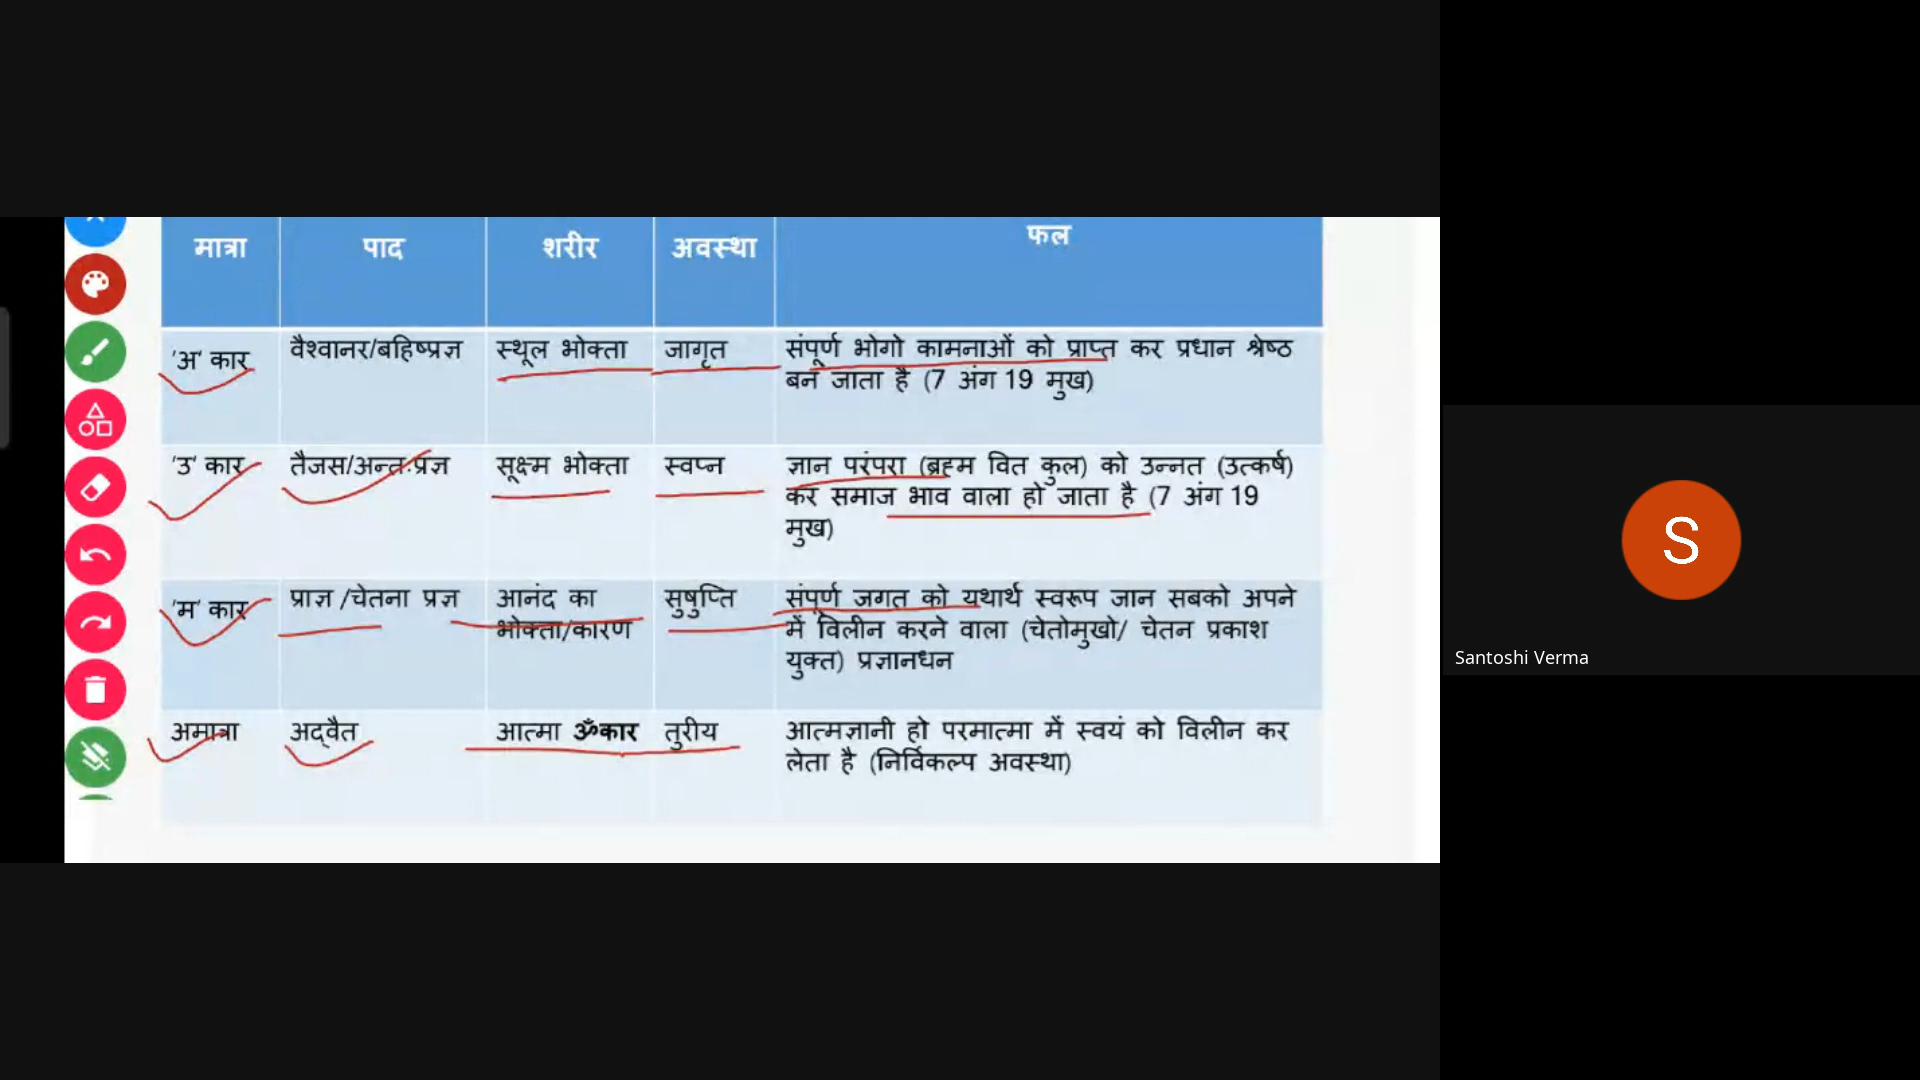 मात्रा पाद शरीर अवस्था फल
'अ' कार वैश्वानर/बहिष्प्रज्ञ स्थूल भोक्ता जागृत संपूर्ण भोगो कामनाओं को प्राप्त कर प्रधान श्रेष्ठ
बन जाता है (7 अंग 19 मुख)
'उ' कार तैजस/अन्तःप्रज्ञ सूक्ष्म भोक्ता स्वप्न ज्ञान परंपरा (ब्रह्म वित कुल) को उन्नत (उत्कर्ष)
कर समाज भाव वाला हो जाता है (7 अंग 19
मुख)
'म' कार प्राज्ञ /चेतना प्रज्ञ आनंद का सुषुप्ति संपूर्ण जगत को यथार्थ स्वरूप जान सबको अपने
भोक्ता/कारण में विलीन करने वाला (चेतोमुखो/ चेतन प्रकाश
युक्त) प्रज्ञानधन
अमात्रा अद्वैत आत्मा ॐकार तुरीय आत्मज्ञानी हो परमात्मा में स्वयं को विलीन कर
लेता है (निर्विकल्प अवस्था)
S
Santoshi Verma